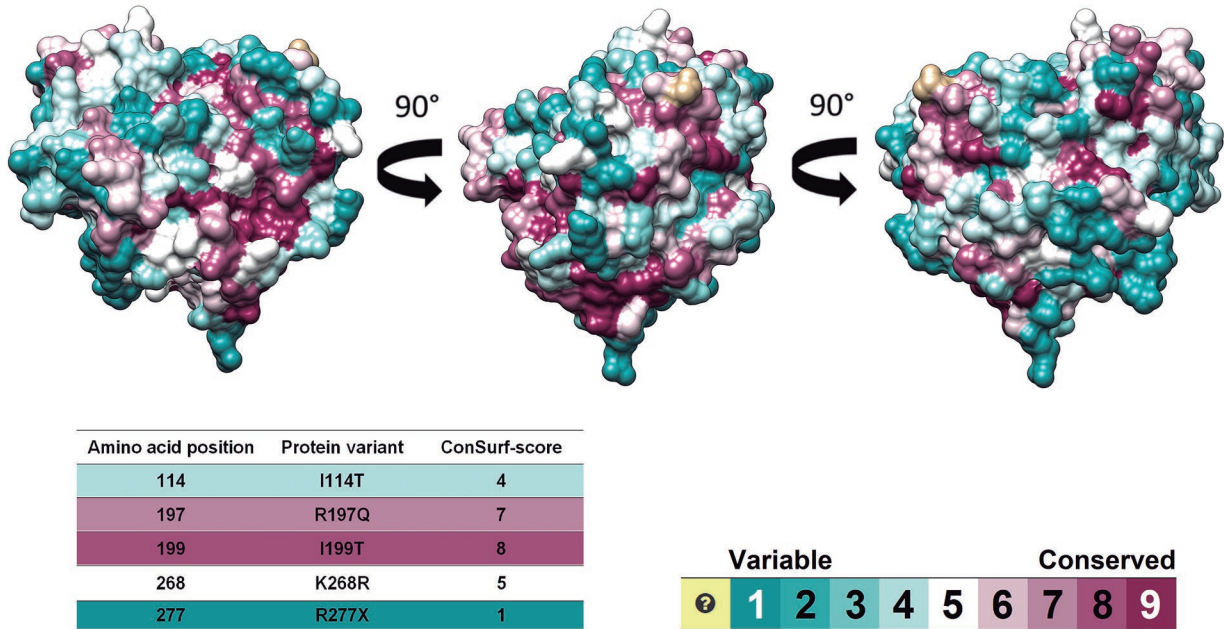 90°
90°
Amino acid position Protein variant ConSurf-score
114 I114T 4
197 R197Q 7
199 I199T 8
268 K268R 5
277 R277X 1
Variable Conserved
? 1 2 3 4 5 6 7 8 9